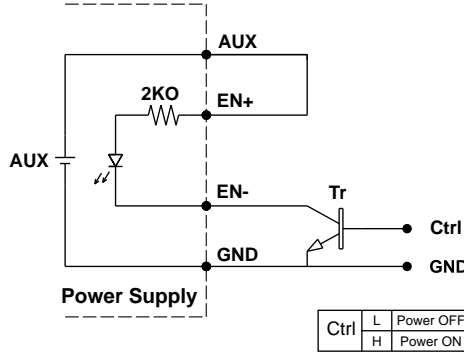 AUX
2KO
EN+
AUX
EN-
Tr
Ctrl
GND
GND
Power Supply
Ctrl L Power OFF
H Power ON